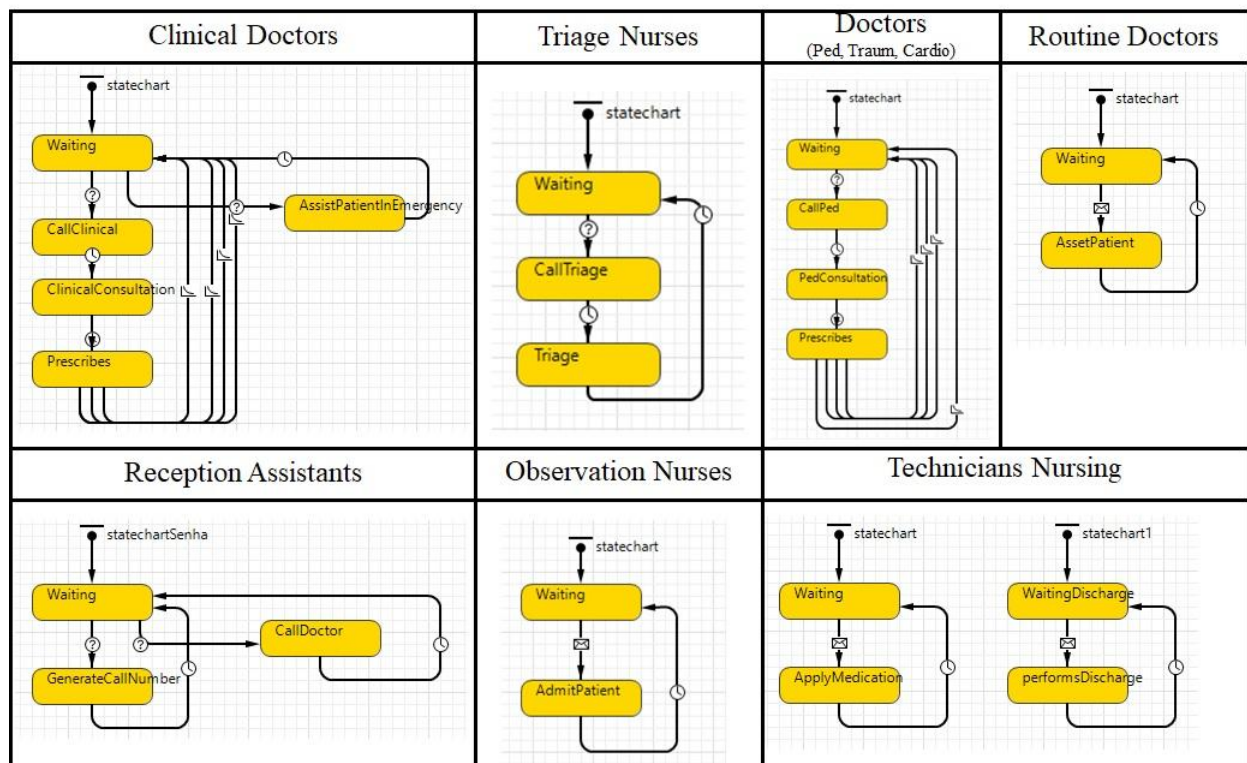 Clinical Doctors
statechart
Waiting
AssistPatientInEmergency
CallClinical
ClinicalConsultation
Prescribes
Triage Nurses
statechart
Waiting
CallTriage
Triage
Doctors
(Ped, Traum, Cardio)
statechart
Waiting
CallPed
PedConsultation
Prescribes
Routine Doctors
statechart
Waiting
AssetPatient
Reception Assistants
statechartSenha
Waiting
CallDoctor
GenerateCallNumber
Observation Nurses
statechart
Waiting
AdmitPatient
Technicians Nursing
statechart
Waiting
ApplyMedication
statechart1
WaitingDischarge
performsDischarge